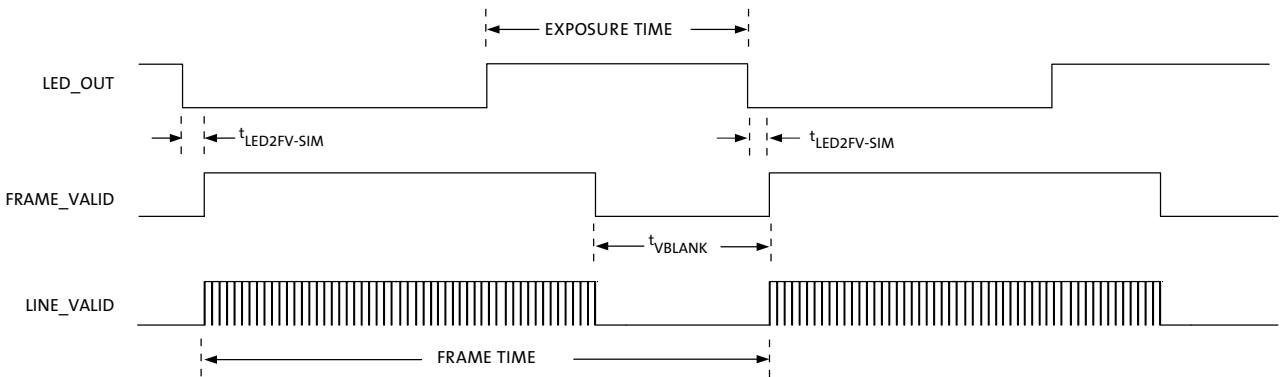 EXPOSURE TIME
LED_OUT
tLED2FV-SIM
tLED2FV-SIM
FRAME_VALID
tVBLANK
LINE_VALID
FRAME TIME